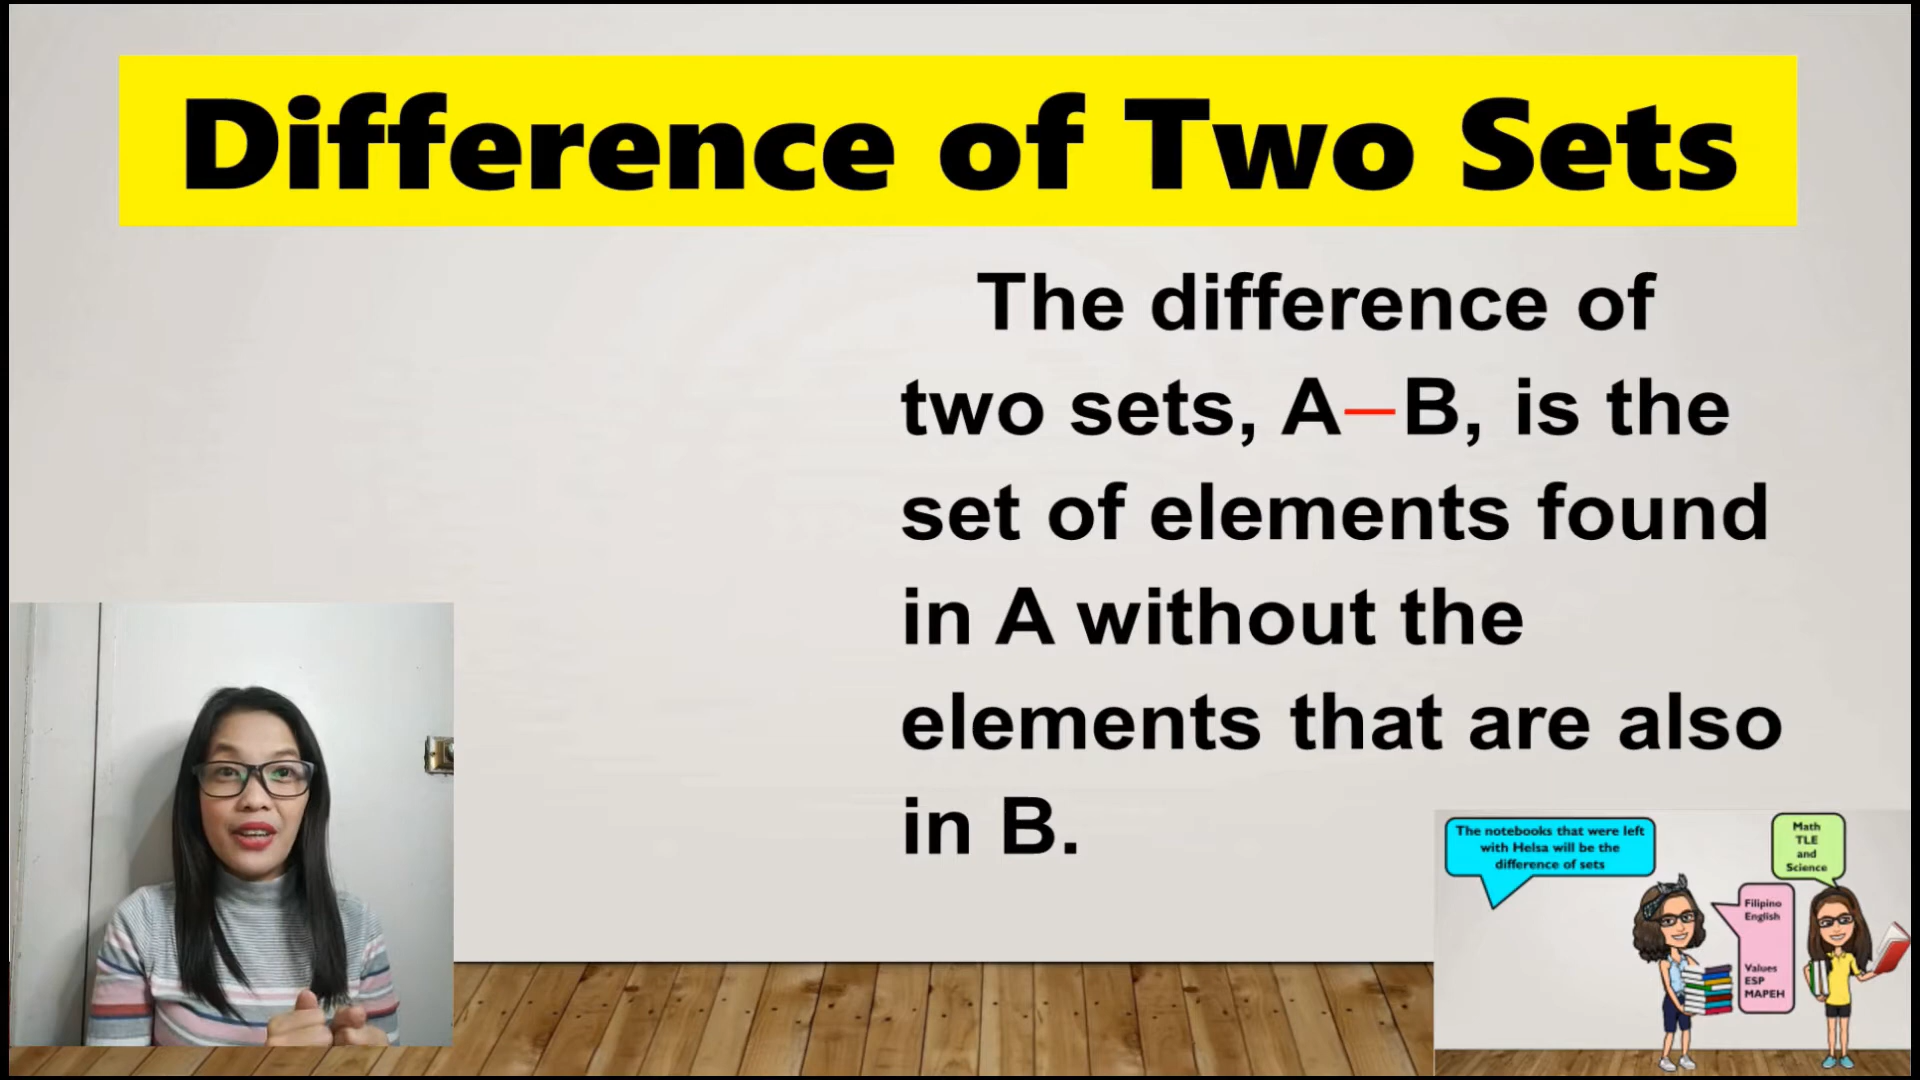 Difference of Two Sets
The difference of
two sets, A–B, is the
set of elements found
in A without the
elements that are also
in B.
The notebooks that were left
with Helsa will be the
difference of sets
Math
TLE
and
Science
Filipino
English
Values
ESP
MAPEH